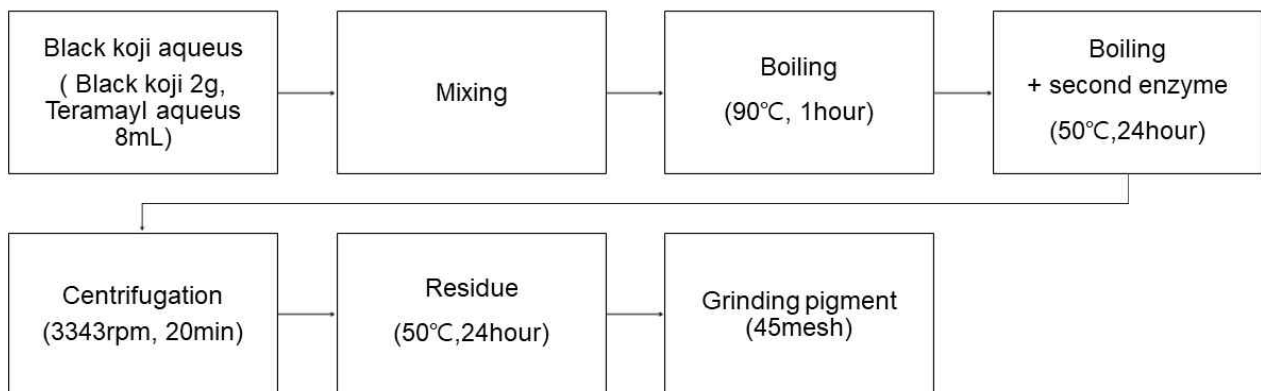 Black koji aqueus
( Black koji 2g,
Teramayl aqueus
8mL)
Mixing
Boiling
(90℃, 1hour)
Boiling
+ second enzyme
(50℃,24hour)
Centrifugation
(3343rpm, 20min)
Residue
(50℃,24hour)
Grinding pigment
(45mesh)